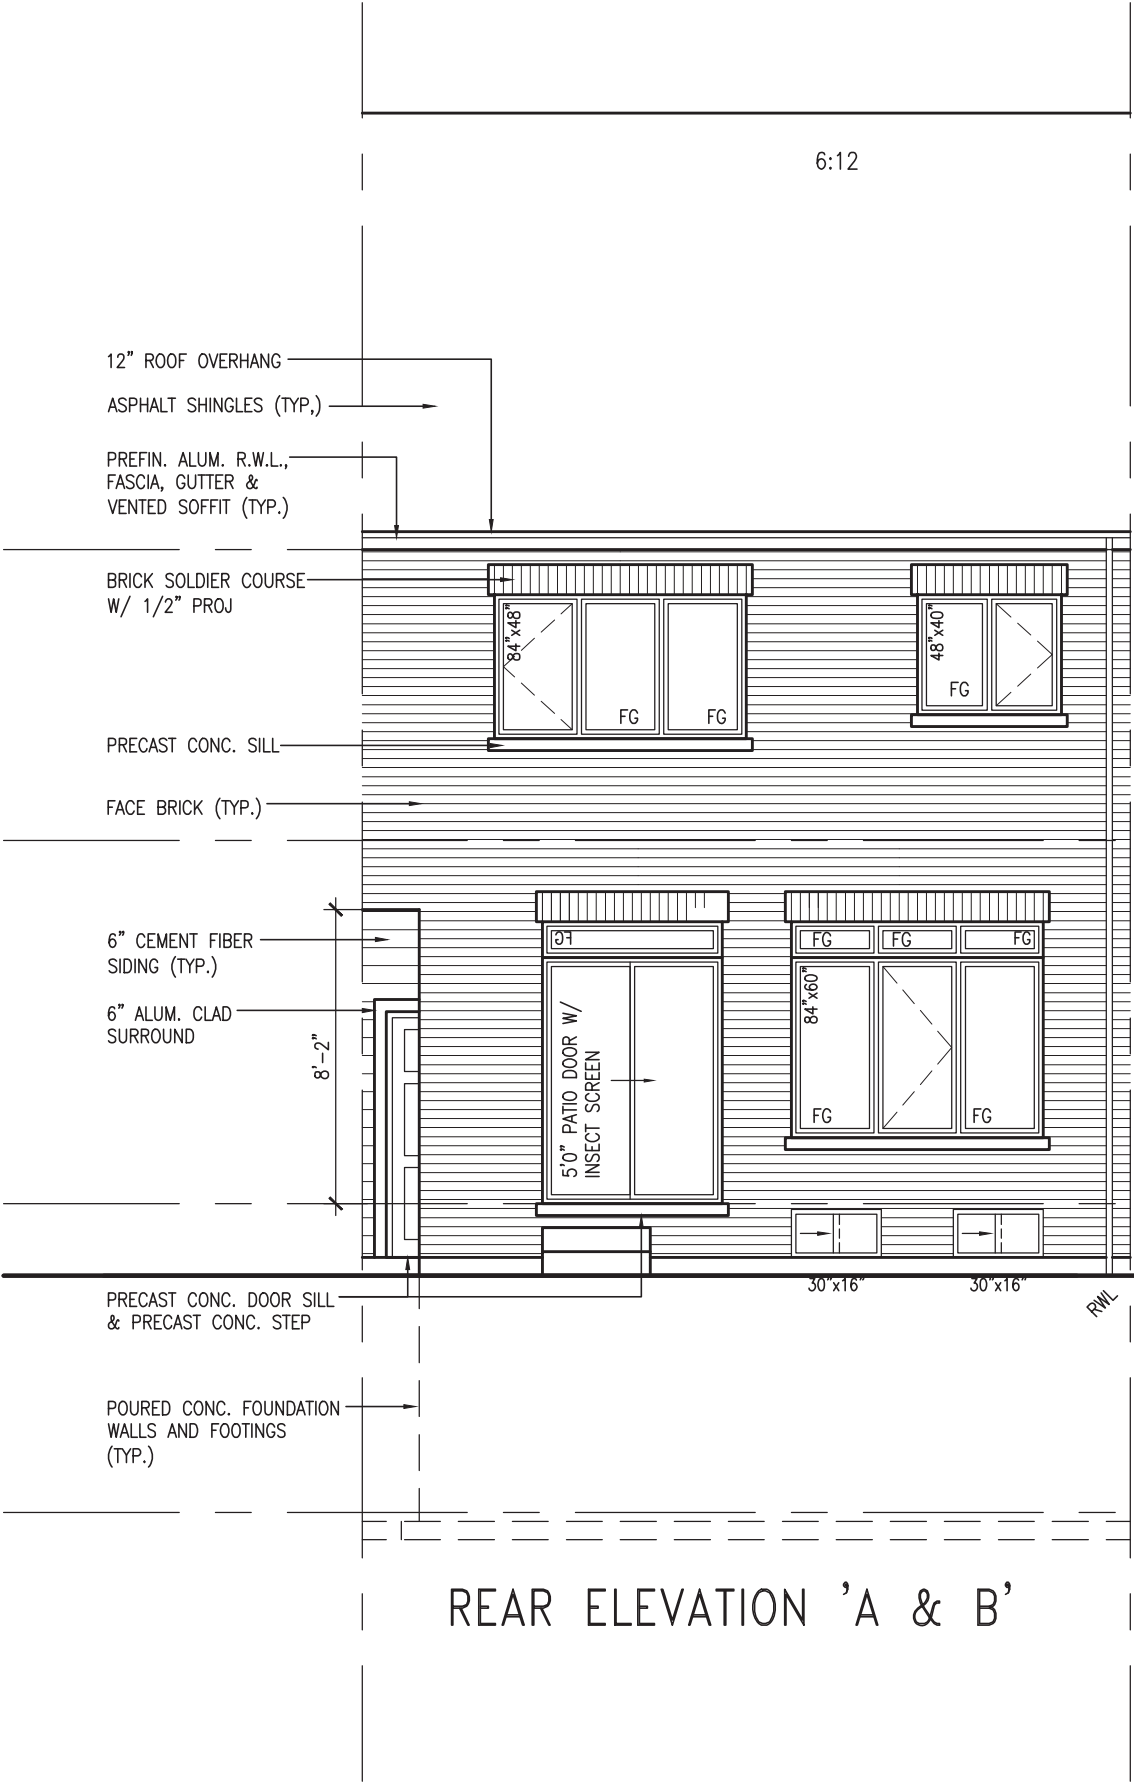 6:12
12" ROOF OVERHANG
ASPHALT SHINGLES (TYP,)
PREFIN. ALUM. R.W.L.,
FASCIA, GUTTER &
VENTED SOFFIT (TYP.)
BRICK SOLDIER COURSE
W/ 1/2" PROJ
84"x48"
FG
FG
48"x40"
FG
PRECAST CONC. SILL
FACE BRICK (TYP.)
6" CEMENT FIBER
SIDING (TYP.)
6" ALUM. CLAD
SURROUND
8'-2"
FG
5'0" PATIO DOOR W/
INSECT SCREEN
FG
FG
FG
84"x60"
FG
FG
30"x16"
30"x16"
RWL
PRECAST CONC. DOOR SILL
& PRECAST CONC. STEP
POURED CONC. FOUNDATION
WALLS AND FOOTINGS
(TYP.)
REAR ELEVATION 'A & B'